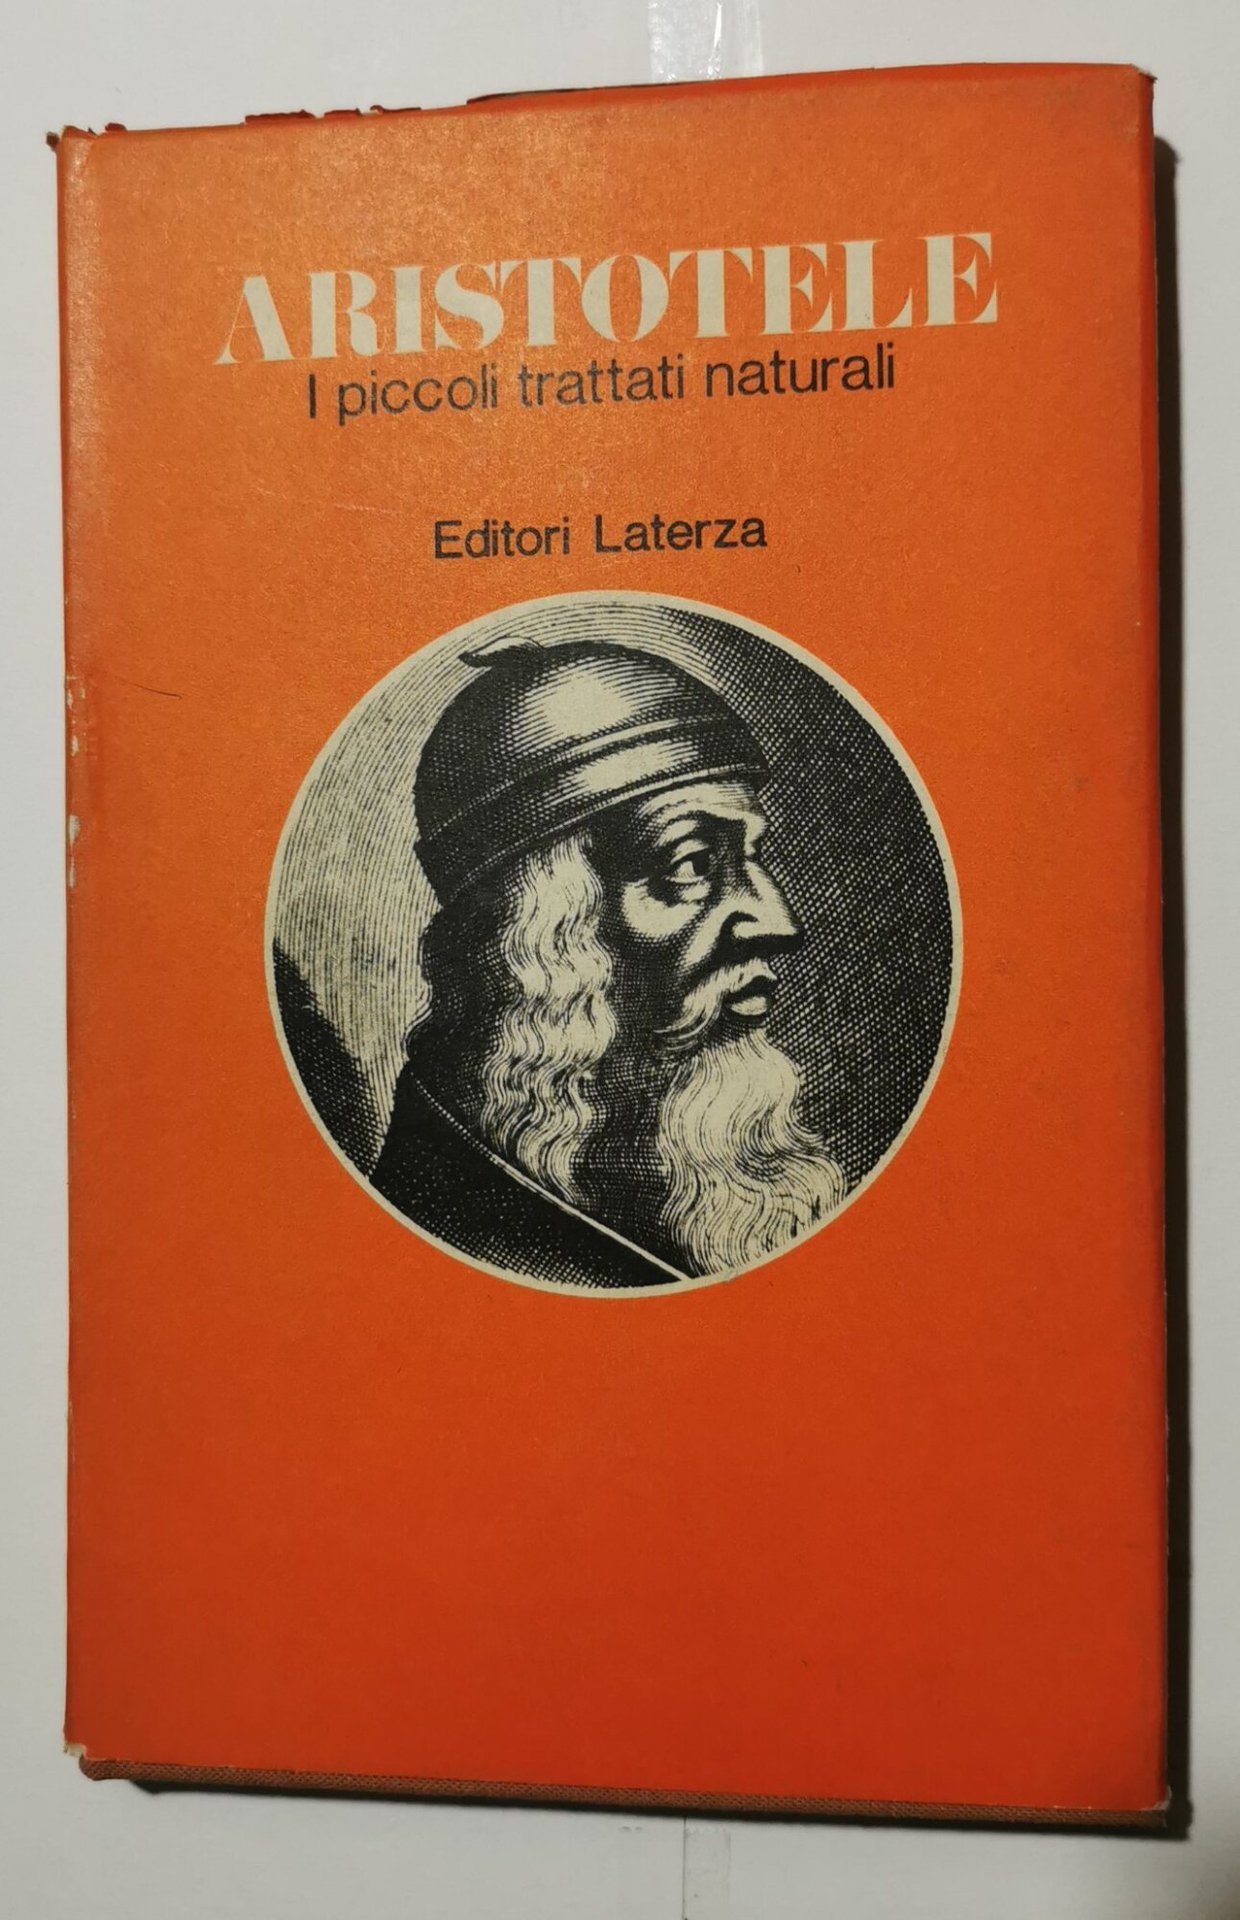 ARISTOTELE
I piccoli trattati naturali
Editori Laterza